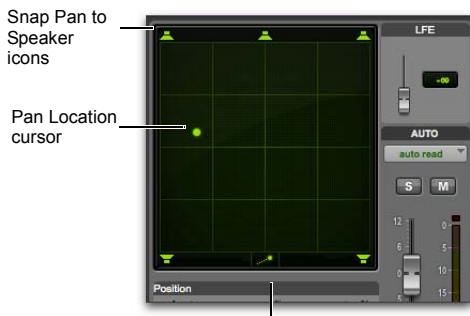 Snap Pan to
Speaker
icons
Pan Location
cursor
LFE
-∞
AUTO
auto read
S M
12
6
0
5
0
5
10
15
Position